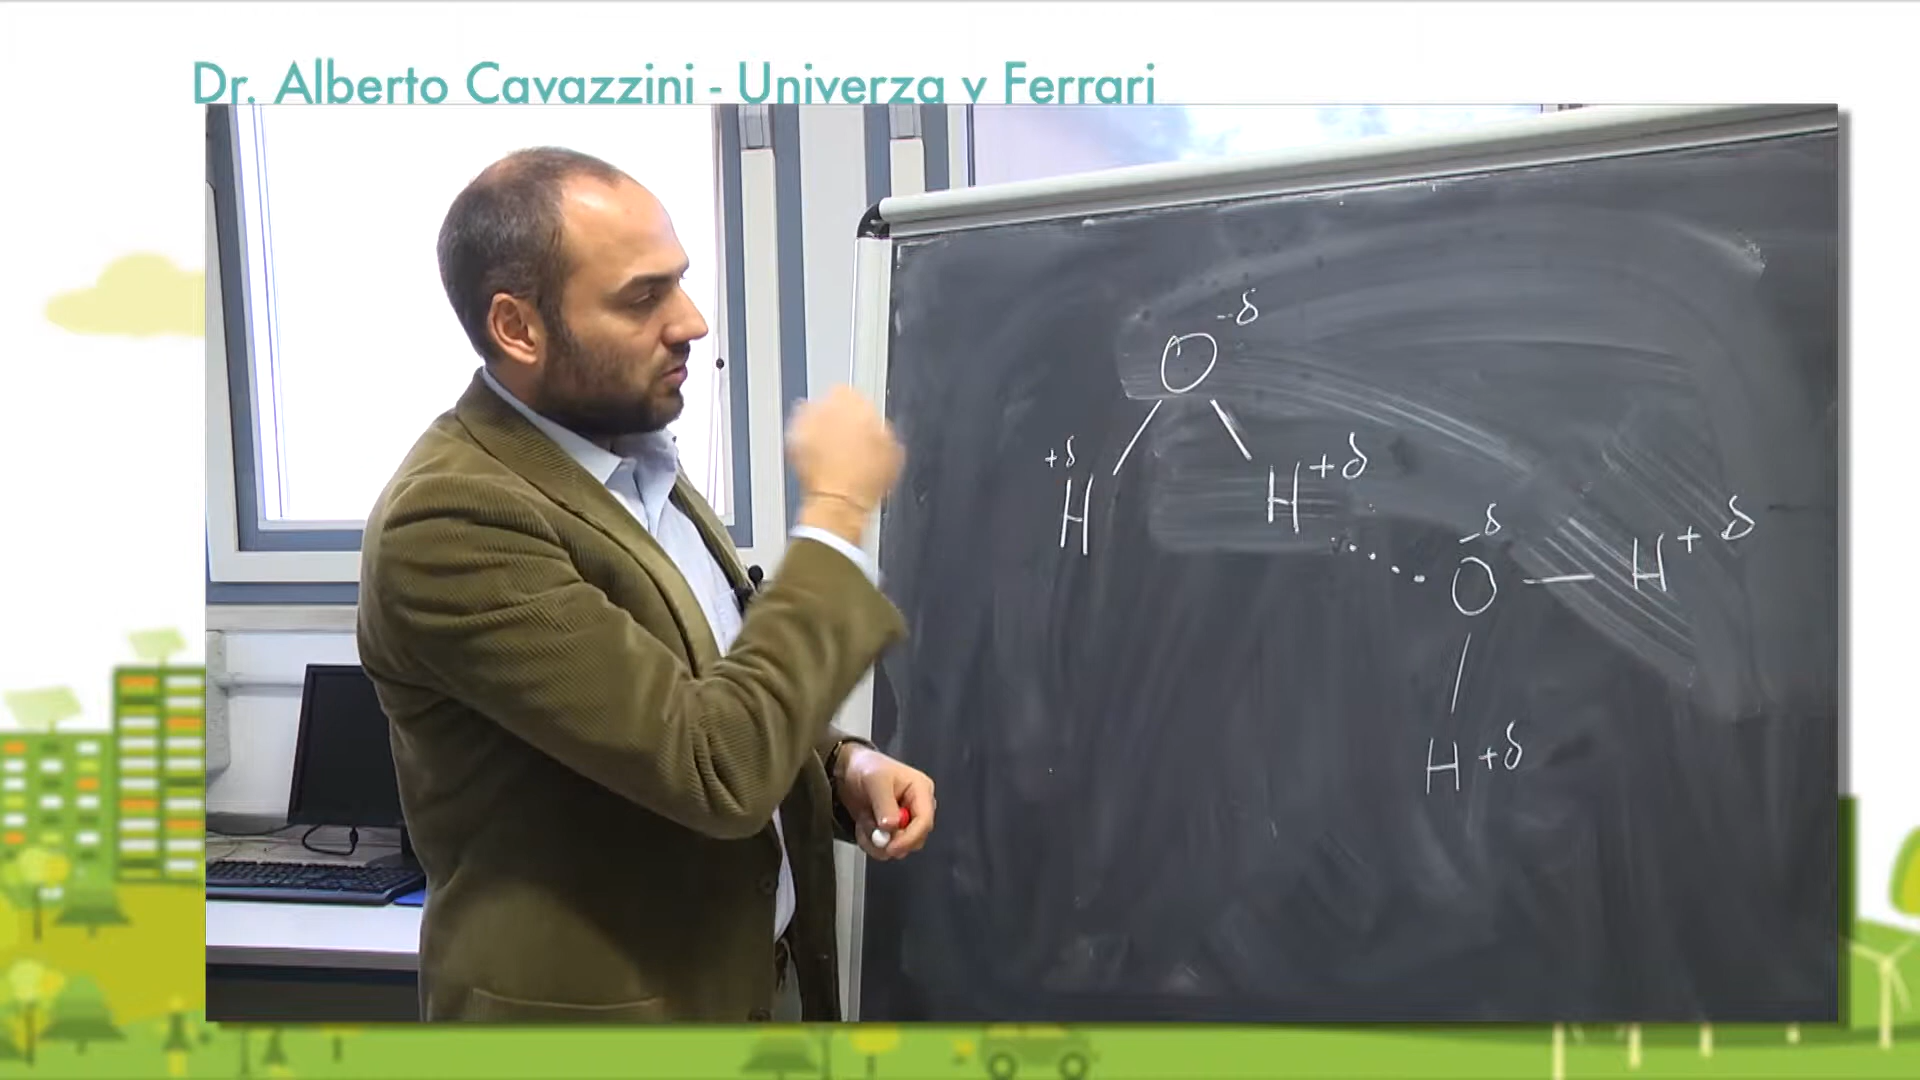 Dr. Alberto Cavazzini - Univerza v Ferrari
-δ
O
+δ
H
H +δ
-δ
O
H + δ
H +δ